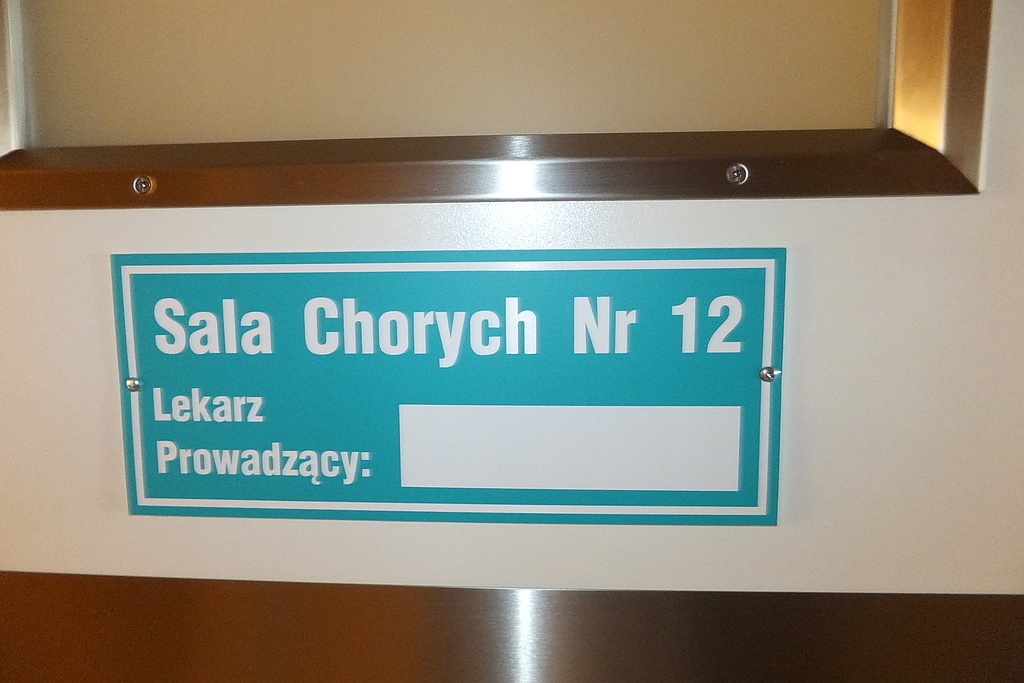 Sala Chorych Nr 12
Lekarz
Prowadzący: